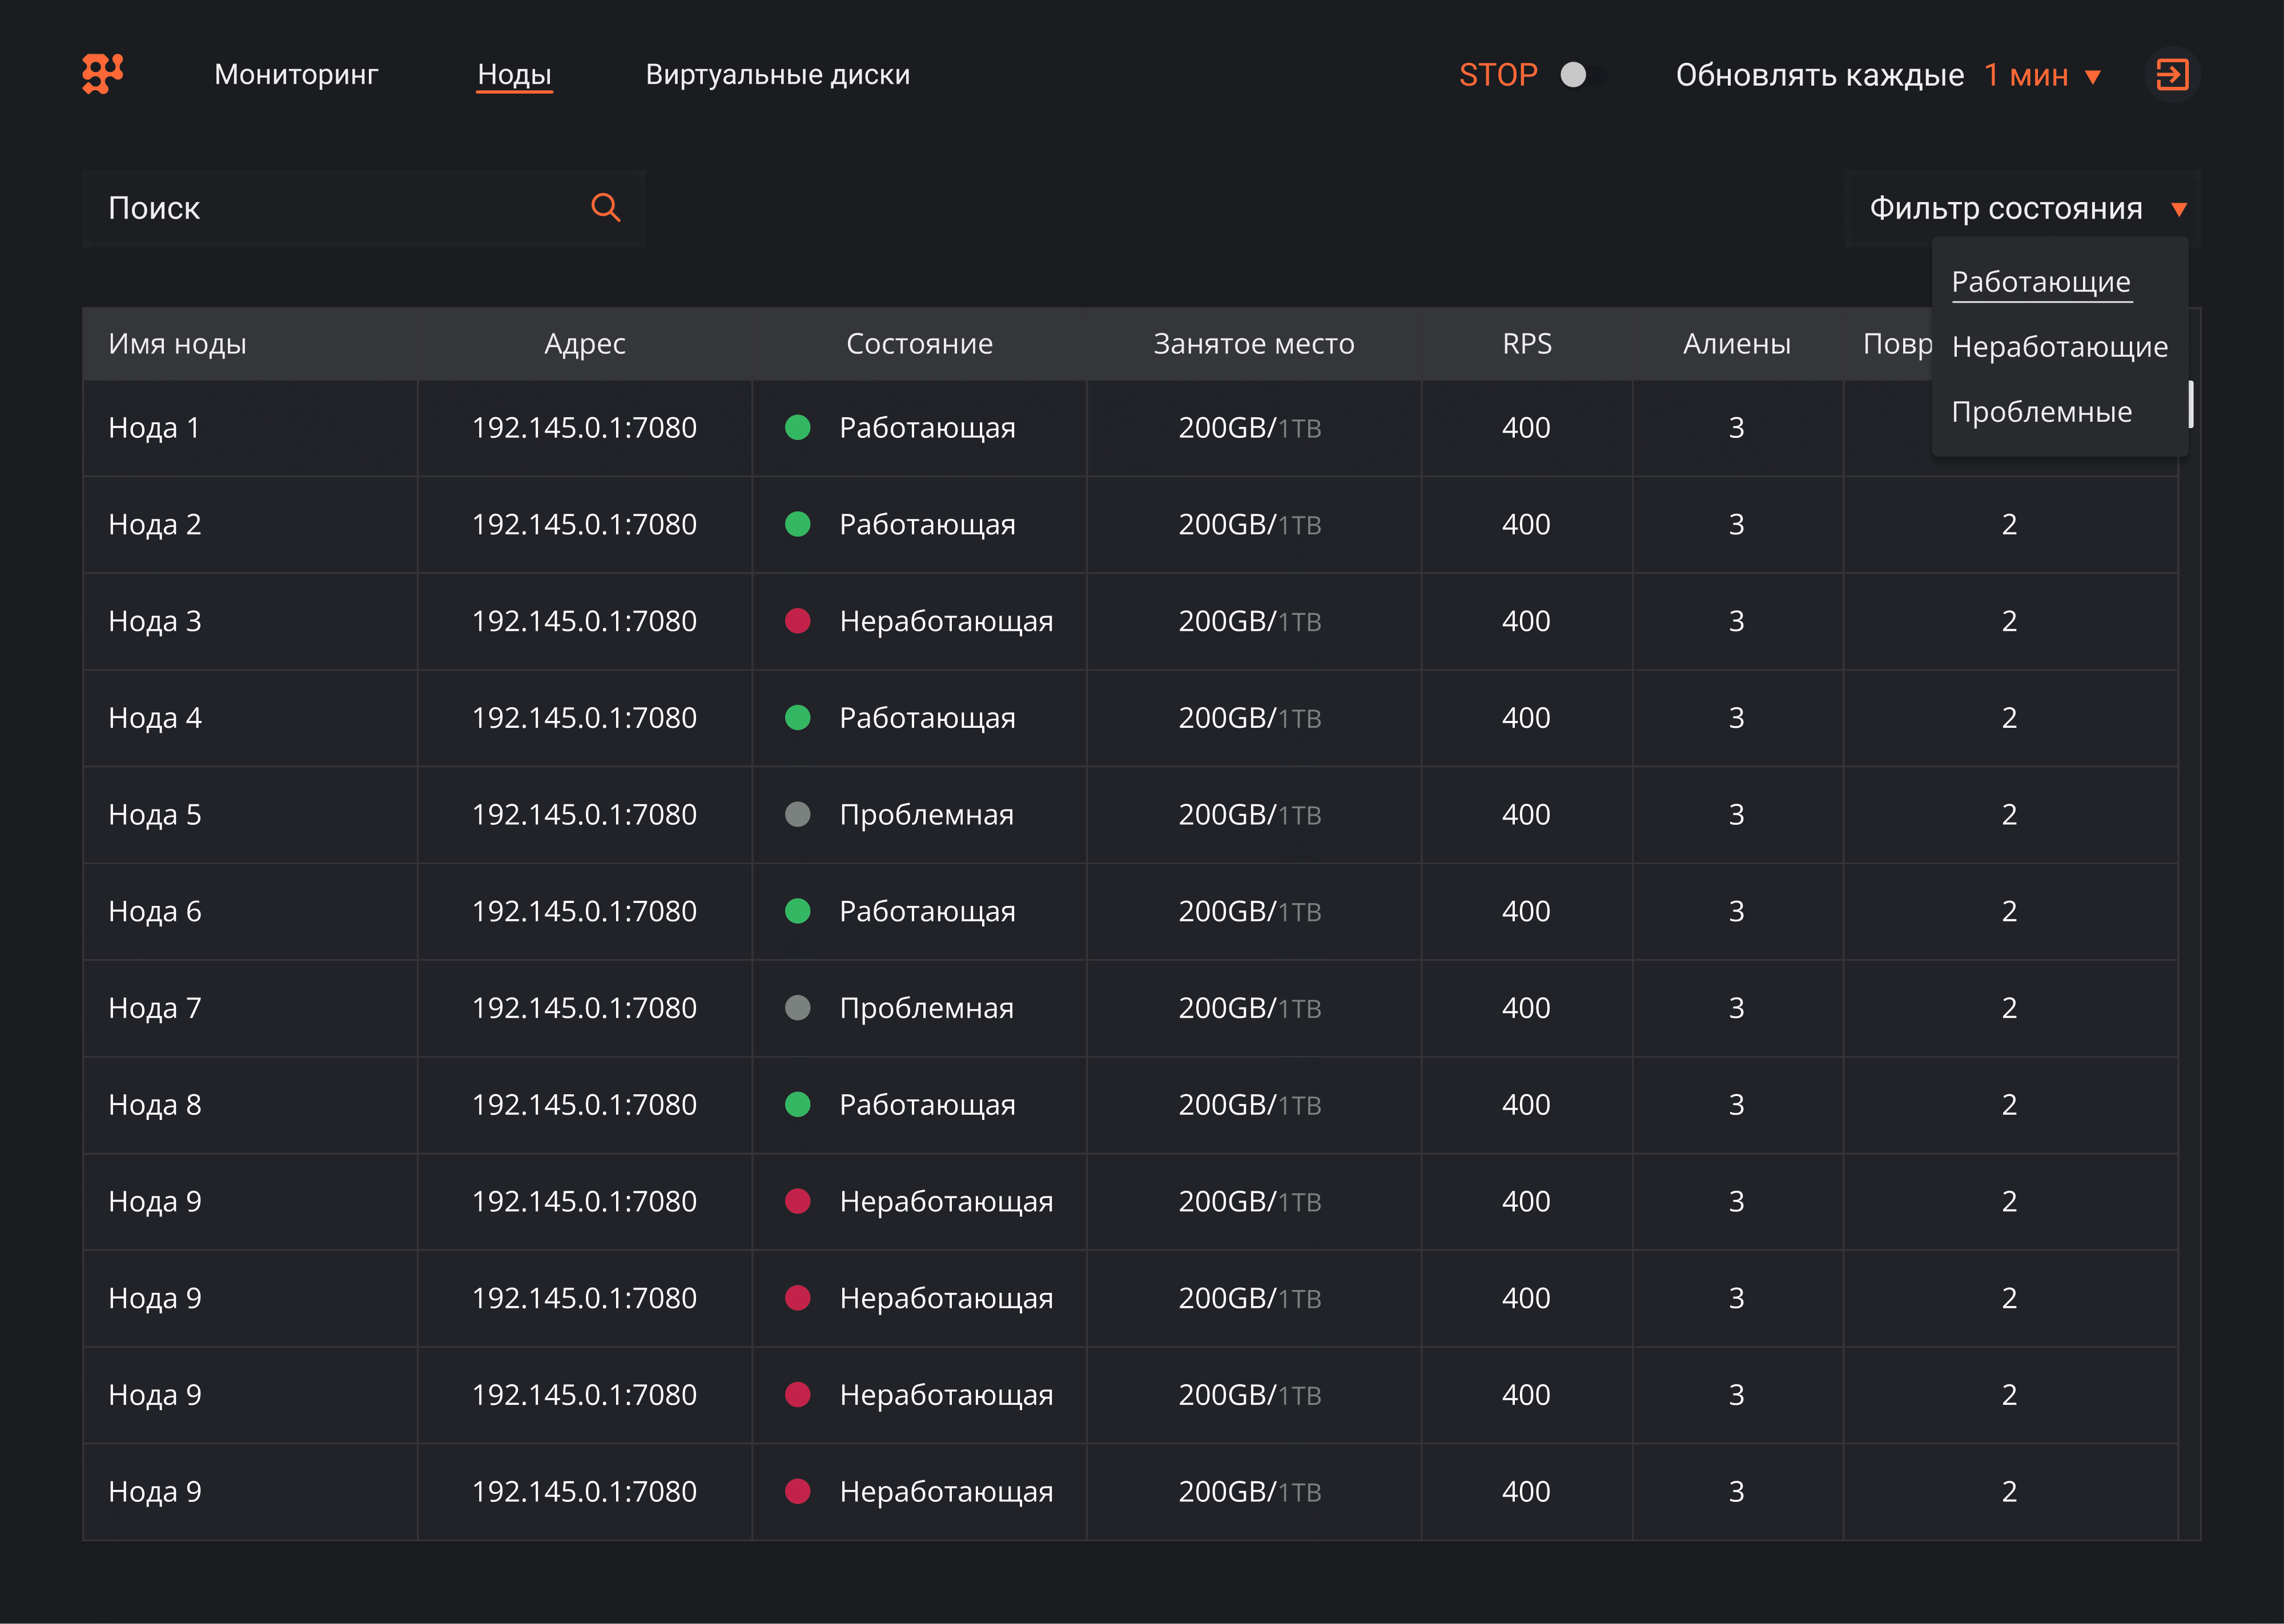 Мониторинг Ноды Виртуальные диски STOP Обновлять каждые 1 мин
Поиск Фильтр состояния
Работающие
Неработающие
Проблемные
Имя ноды Адрес Состояние Занятое место RPS Алиены Повр
Нода 1 192.145.0.1:7080 Работающая 200GB/1TB 400 3
Нода 2 192.145.0.1:7080 Работающая 200GB/1TB 400 3 2
Нода 3 192.145.0.1:7080 Неработающая 200GB/1TB 400 3 2
Нода 4 192.145.0.1:7080 Работающая 200GB/1TB 400 3 2
Нода 5 192.145.0.1:7080 Проблемная 200GB/1TB 400 3 2
Нода 6 192.145.0.1:7080 Работающая 200GB/1TB 400 3 2
Нода 7 192.145.0.1:7080 Проблемная 200GB/1TB 400 3 2
Нода 8 192.145.0.1:7080 Работающая 200GB/1TB 400 3 2
Нода 9 192.145.0.1:7080 Неработающая 200GB/1TB 400 3 2
Нода 9 192.145.0.1:7080 Неработающая 200GB/1TB 400 3 2
Нода 9 192.145.0.1:7080 Неработающая 200GB/1TB 400 3 2
Нода 9 192.145.0.1:7080 Неработающая 200GB/1TB 400 3 2